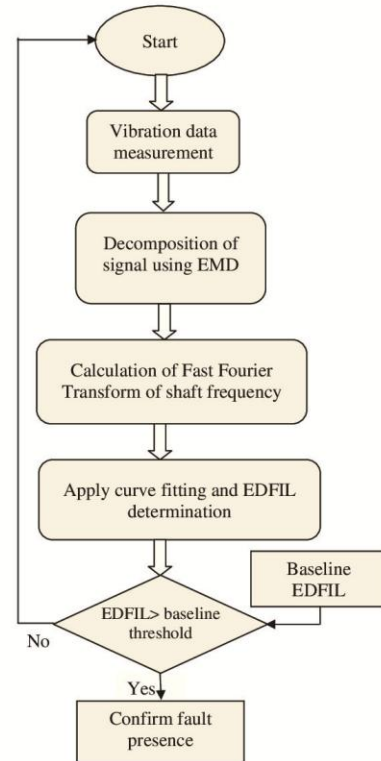 Start
Vibration data
measurement
Decomposition of
signal using EMD
Calculation of Fast Fourier
Transform of shaft frequency
Apply curve fitting and EDFIL
determination
Baseline
EDFIL
EDFIL> baseline
threshold
No
Yes
Confirm fault
presence